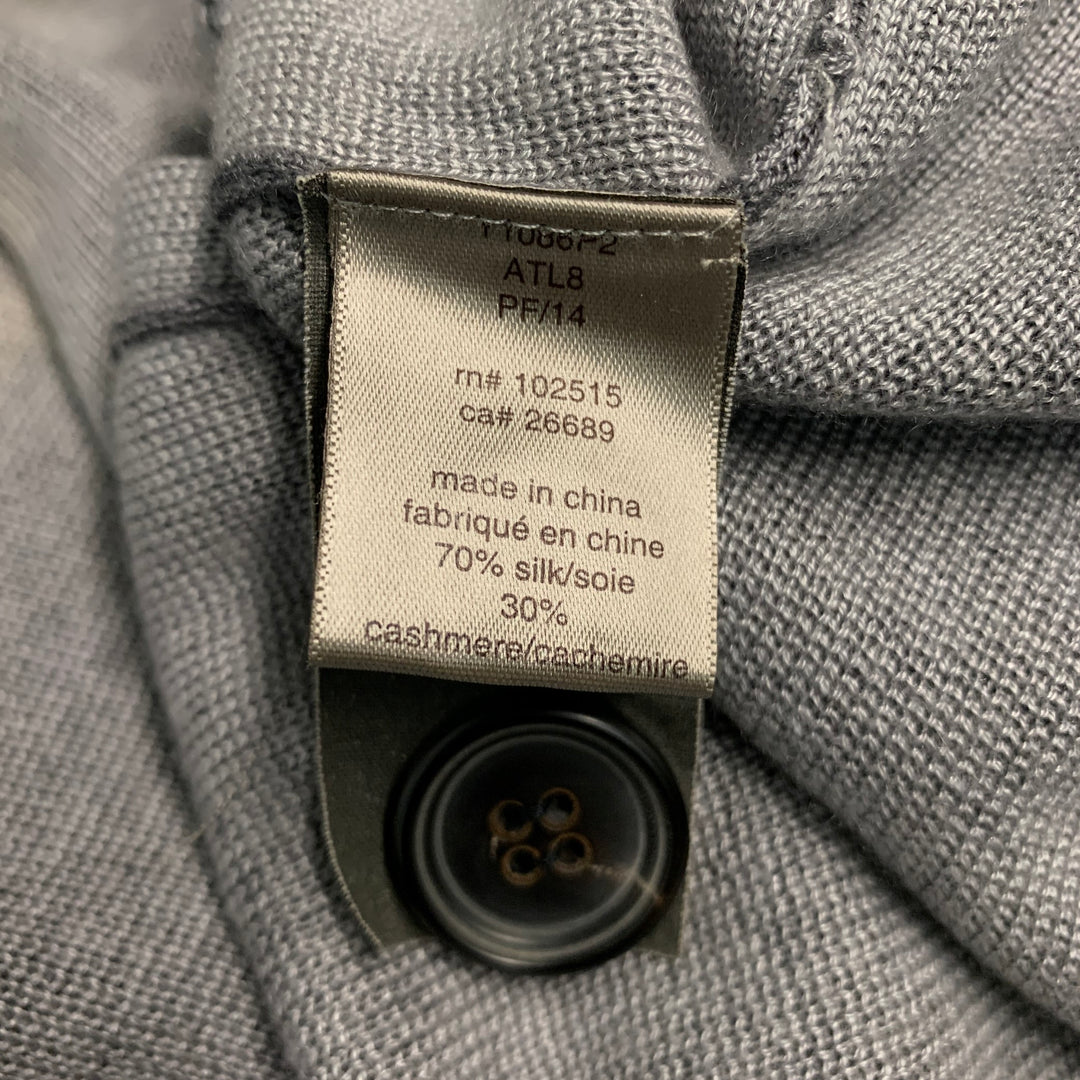 ATL8
PF/14
rn# 102515
ca# 26689
made in china
fabriqué en chine
70% silk/soie
30%
cashmere/cachemire